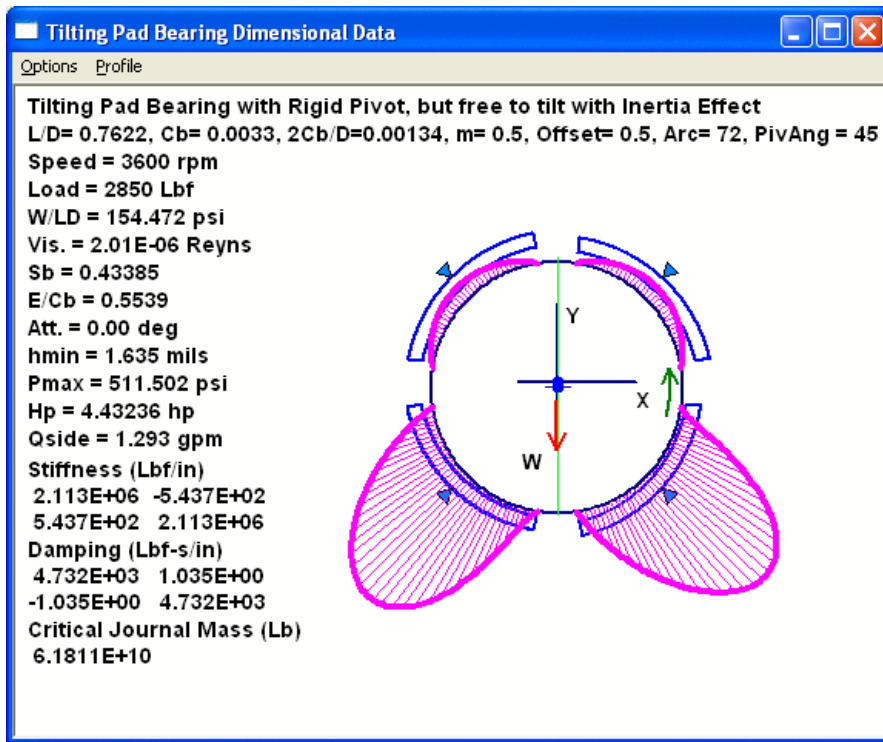 Tilting Pad Bearing Dimensional Data
Options Profile
Tilting Pad Bearing with Rigid Pivot, but free to tilt with Inertia Effect
L/D= 0.7622, Cb= 0.0033, 2Cb/D=0.00134, m= 0.5, Offset= 0.5, Arc= 72, PivAng = 45
Speed = 3600 rpm
Load = 2850 Lbf
W/LD = 154.472 psi
Vis. = 2.01E-06 Reyns
Sb = 0.43385
E/Cb = 0.5539
Att. = 0.00 deg
hmin = 1.635 mils
Pmax = 511.502 psi
Hp = 4.43236 hp
Qside = 1.293 gpm
Stiffness (Lbf/in)
2.113E+06 -5.437E+02
5.437E+02 2.113E+06
Damping (Lbf-s/in)
4.732E+03 1.035E+00
-1.035E+00 4.732E+03
Critical Journal Mass (Lb)
6.1811E+10
Y
X
W